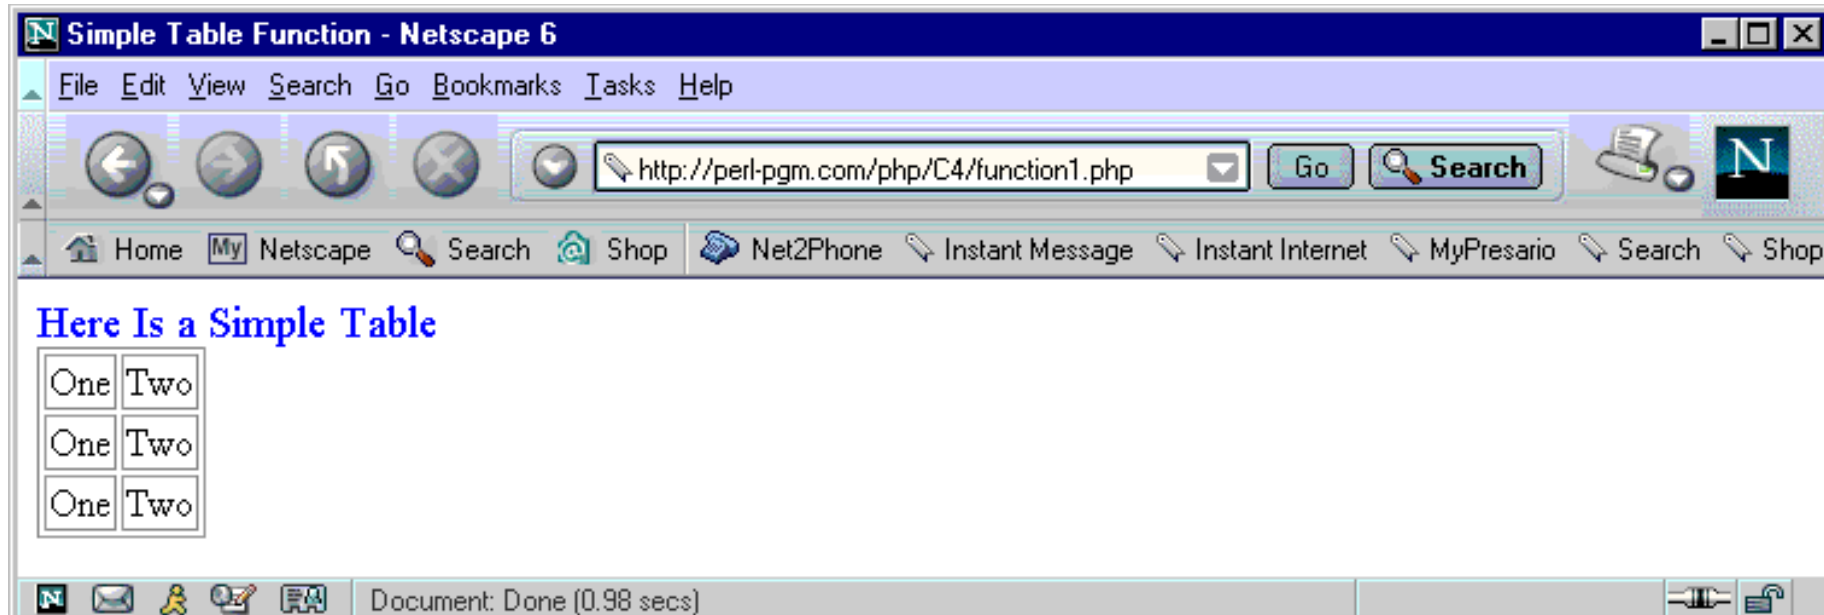 N Simple Table Function - Netscape 6
File Edit View Search Go Bookmarks Tasks Help
http://perl-pgm.com/php/C4/function1.php Go Search N
Home My Netscape Search Shop Net2Phone Instant Message Instant Internet MyPresario Search Shop
Here Is a Simple Table
One Two
One Two
One Two
N Document: Done (0.98 secs)